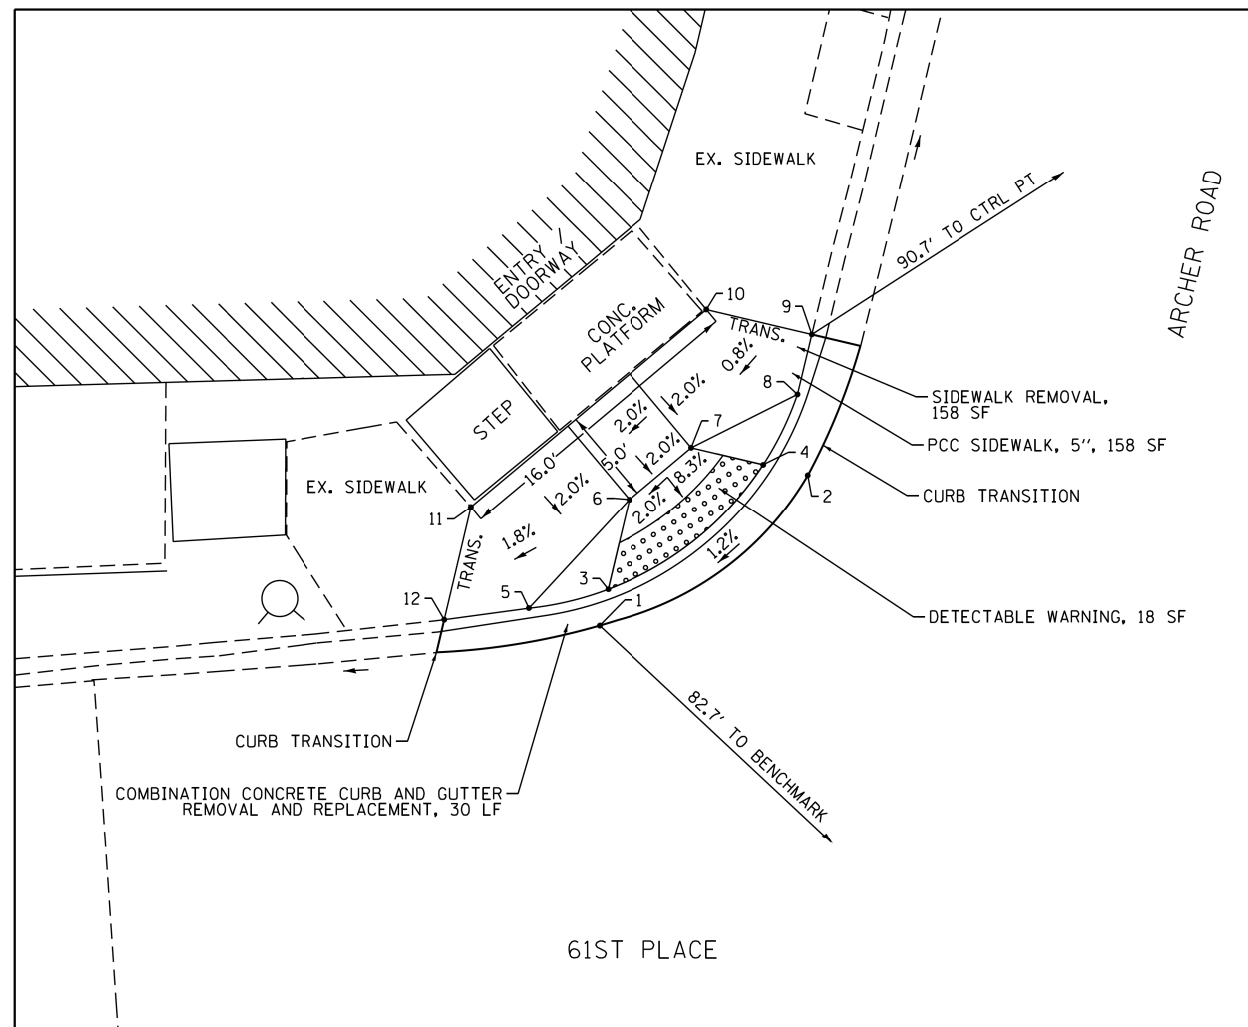 EX. SIDEWALK
90.7' TO CTRL PT
ARCHER ROAD
ENTRY /
DOORWAY
CONC.
PLATFORM
10
9
TRANS.
0.8%
8
SIDEWALK REMOVAL,
158 SF
2.0%
2.0%
STEP
7
PCC SIDEWALK, 5", 158 SF
16.0'
5.0'
2.0%
4
8.3%
EX. SIDEWALK
2.0%
6
2.0%
2
CURB TRANSITION
11
1.8%
1.2%
TRANS.
3
5
12
1
DETECTABLE WARNING, 18 SF
82.7' TO BENCHMARK
CURB TRANSITION
COMBINATION CONCRETE CURB AND GUTTER
REMOVAL AND REPLACEMENT, 30 LF
61ST PLACE